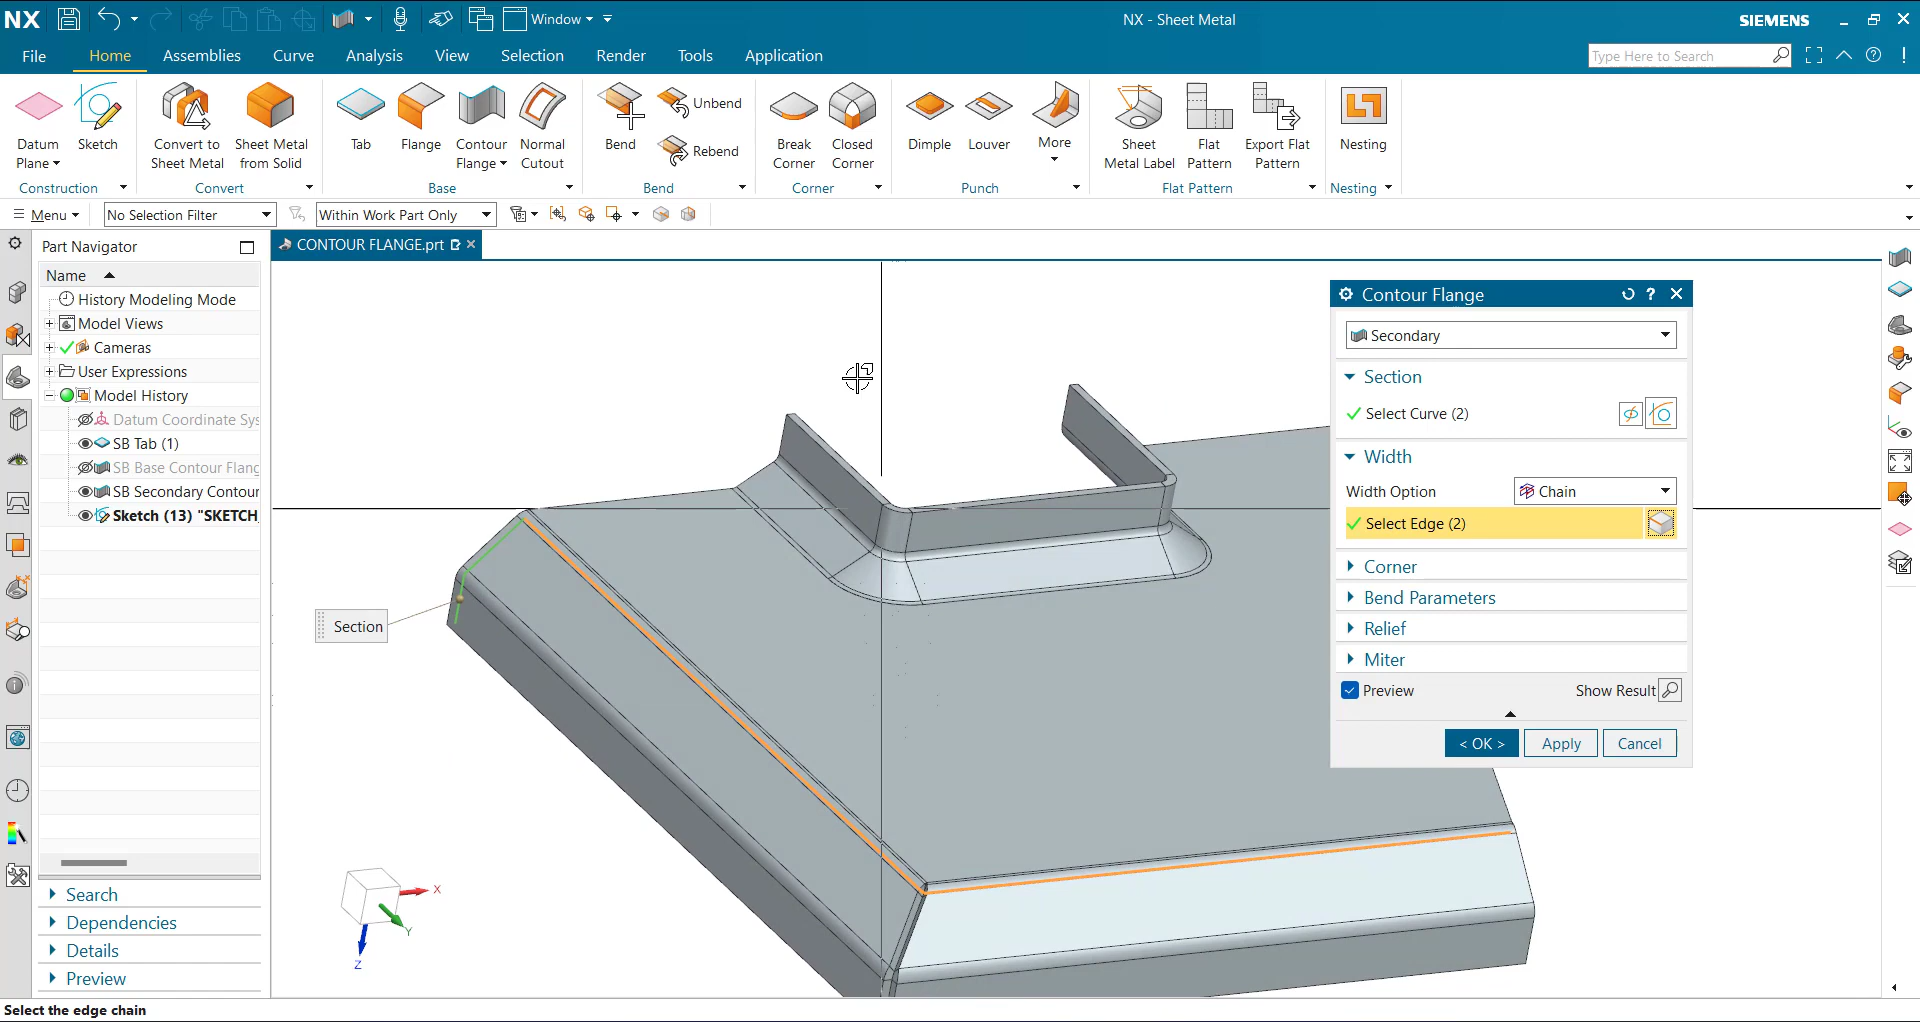 NX Window NX - Sheet Metal SIEMENS
File Home Assemblies Curve Analysis View Selection Render Tools Application Type Here to Search
Datum Plane Sketch Convert to Sheet Metal Sheet Metal from Solid Tab Flange Contour Flange Normal Cutout Bend Unbend Rebend Break Corner Closed Corner Dimple Louver More Sheet Metal Label Flat Pattern Export Flat Pattern Nesting
Construction Convert Base Bend Corner Punch Flat Pattern Nesting
Menu No Selection Filter Within Work Part Only
Part Navigator
CONTOUR FLANGE.prt
Name
History Modeling Mode
Model Views
Cameras
User Expressions
Model History
Datum Coordinate Sys
SB Tab (1)
SB Base Contour Flang
SB Secondary Contour
Sketch (13) "SKETCH_
Search
Dependencies
Details
Preview
Section
X
Y
Z
Contour Flange
Secondary
Section
Select Curve (2)
Width
Width Option Chain
Select Edge (2)
Corner
Bend Parameters
Relief
Miter
Preview Show Result
< OK > Apply Cancel
Select the edge chain